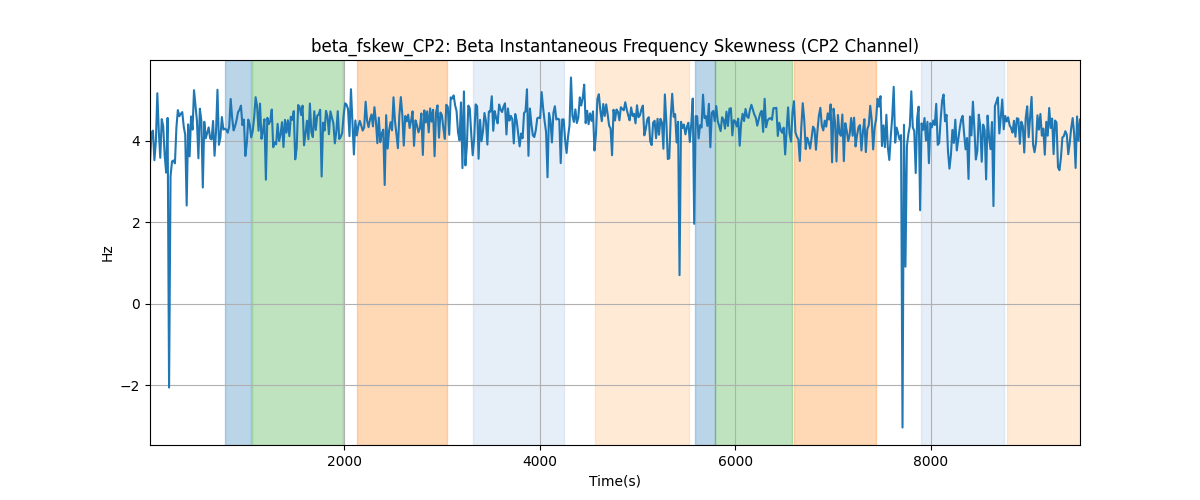 beta_fskew_CP2: Beta Instantaneous Frequency Skewness (CP2 Channel)
4
2
0
−2
Hz
2000 4000 6000 8000
Time(s)